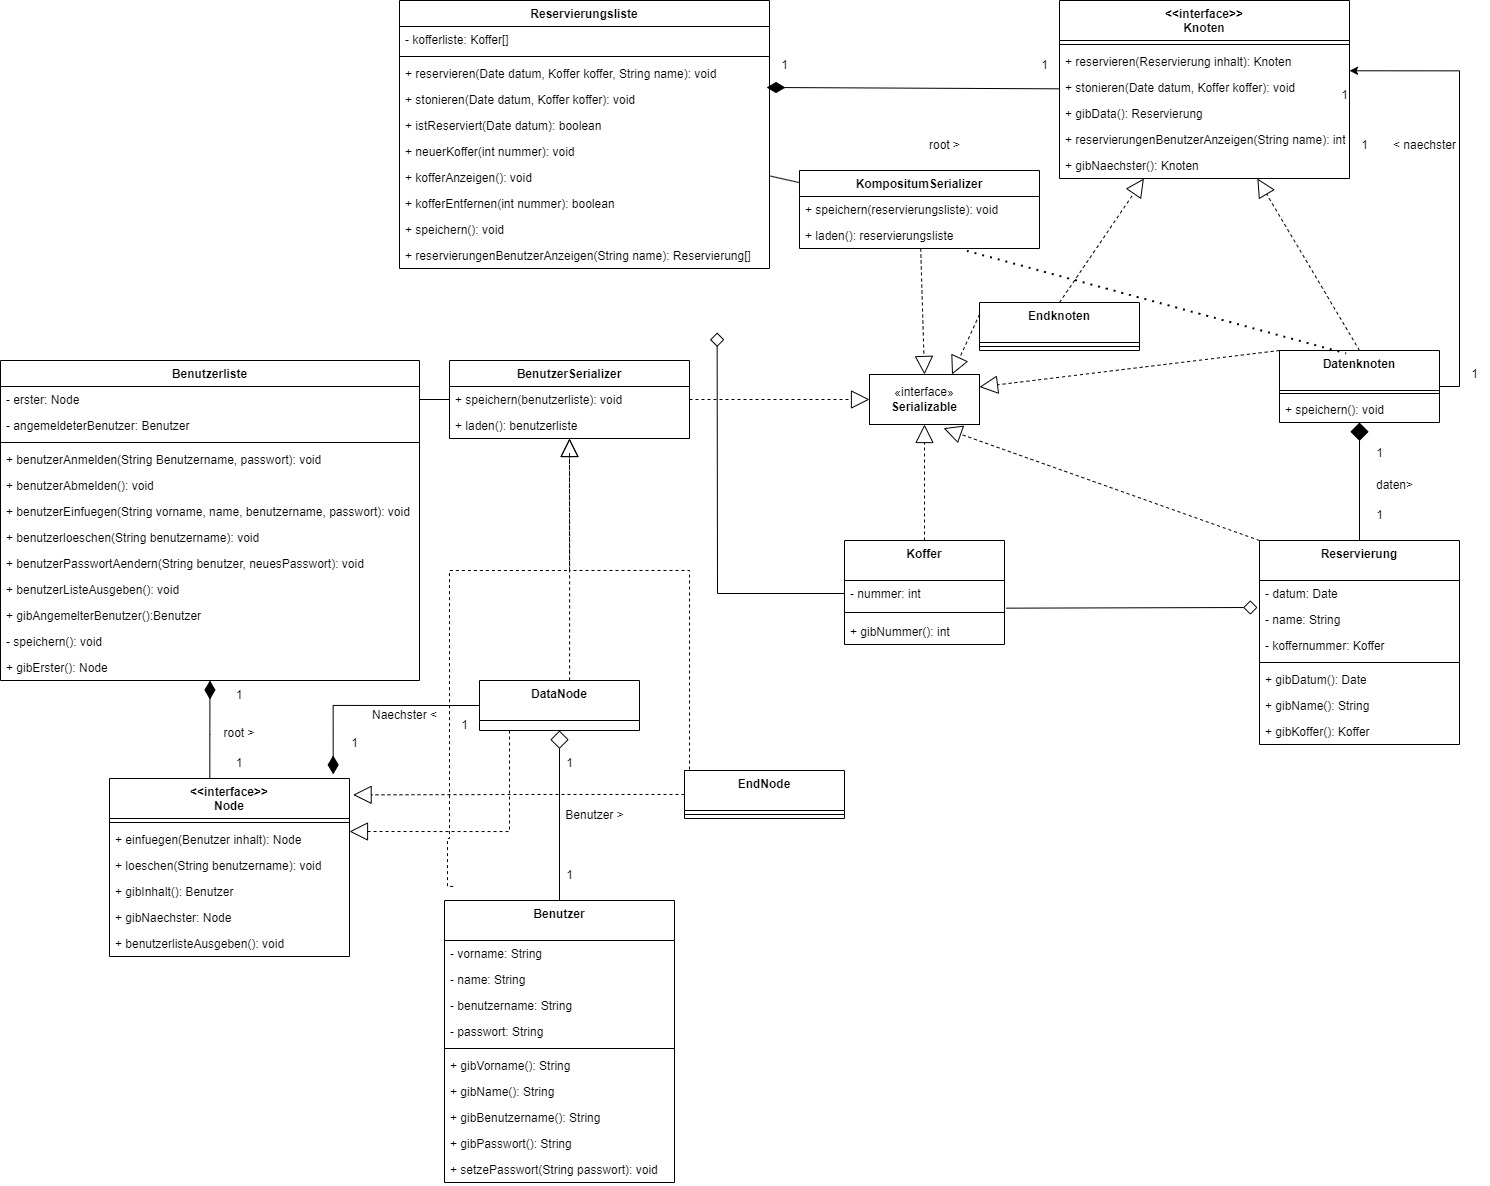 Reservierungsliste
- kofferliste: Koffer[]
+ reservieren(Date datum, Koffer koffer, String name): void
+ stonieren(Date datum, Koffer koffer): void
+ istReserviert(Date datum): boolean
+ neuerKoffer(int nummer): void
+ kofferAnzeigen(): void
+ kofferEntfernen(int nummer): boolean
+ speichern(): void
+ reservierungenBenutzerAnzeigen(String name): Reservierung[]
1
1
root >
<<interface>>
Knoten
+ reservieren(Reservierung inhalt): Knoten
+ stonieren(Date datum, Koffer koffer): void
1
+ gibData(): Reservierung
+ reservierungenBenutzerAnzeigen(String name): int
+ gibNaechster(): Knoten
1
< naechster
1
KompositumSerializer
+ speichern(reservierungsliste): void
+ laden(): reservierungsliste
Endknoten
Datenknoten
+ speichern(): void
1
daten>
1
Benutzerliste
- erster: Node
- angemeldeterBenutzer: Benutzer
+ benutzerAnmelden(String Benutzername, passwort): void
+ benutzerAbmelden(): void
+ benutzerEinfuegen(String vorname, name, benutzername, passwort): void
+ benutzerloeschen(String benutzername): void
+ benutzerPasswortAendern(String benutzer, neuesPasswort): void
+ benutzerListeAusgeben(): void
+ gibAngemelterBenutzer():Benutzer
- speichern(): void
+ gibErster(): Node
BenutzerSerializer
+ speichern(benutzerliste): void
+ laden(): benutzerliste
«interface»
Serializable
Koffer
- nummer: int
+ gibNummer(): int
Reservierung
- datum: Date
- name: String
- koffernummer: Koffer
+ gibDatum(): Date
+ gibName(): String
+ gibKoffer(): Koffer
1
root >
1
DataNode
Naechster <
1
1
1
Benutzer >
1
EndNode
<<interface>>
Node
+ einfuegen(Benutzer inhalt): Node
+ loeschen(String benutzername): void
+ gibInhalt(): Benutzer
+ gibNaechster: Node
+ benutzerlisteAusgeben(): void
Benutzer
- vorname: String
- name: String
- benutzername: String
- passwort: String
+ gibVorname(): String
+ gibName(): String
+ gibBenutzername(): String
+ gibPasswort(): String
+ setzePasswort(String passwort): void